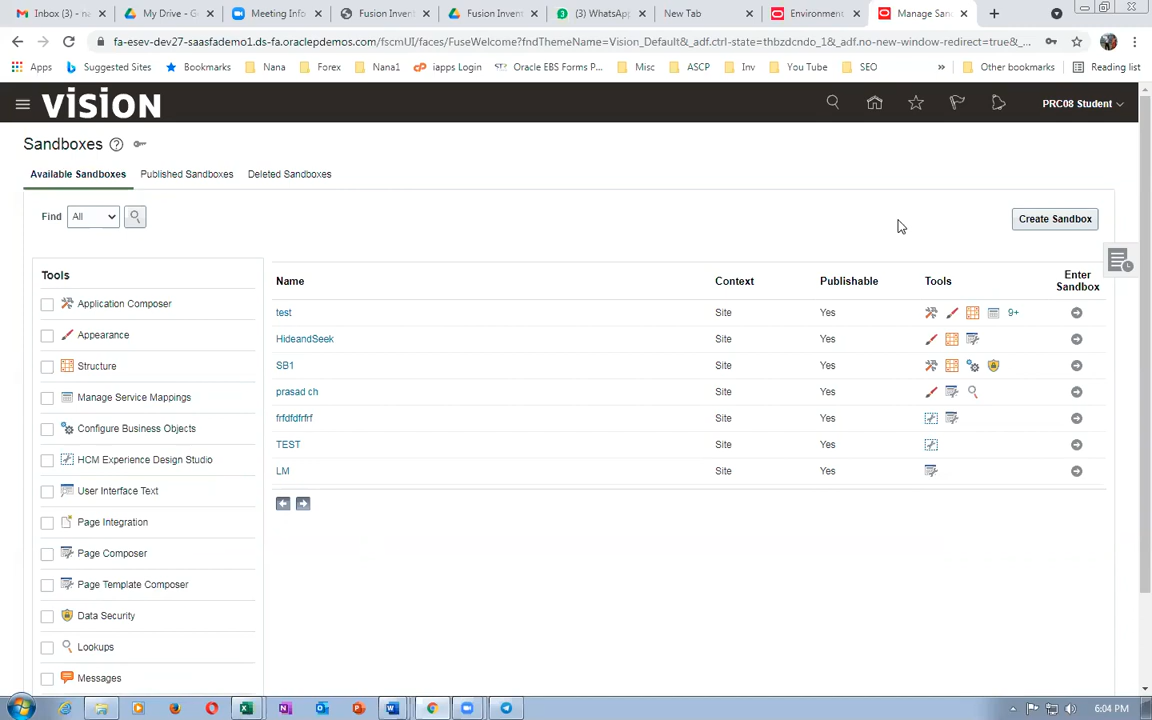 Inbox (3) - n
My Drive - G
Meeting Info
Fusion Inven
Fusion Inven
(3) WhatsAp
New Tab
Environment
Manage San
fa-esev-dev27-saasfademo1.ds-fa.oraclepdemos.com/fscmUI/faces/FuseWelcome?fndThemeName=Vision_Default&_adf.ctrl-state=thbzdcndo_1&_adf.no-new-window-redirect=true&_...
Apps
Suggested Sites
Bookmarks
Nana
Forex
Nana1
iapps Login
Oracle EBS Forms P...
Misc
ASCP
Inv
You Tube
SEO
»
Other bookmarks
Reading list
vision
PRC08 Student
Sandboxes
Available Sandboxes
Published Sandboxes
Deleted Sandboxes
Find
All
Create Sandbox
Tools
Application Composer
Appearance
Structure
Manage Service Mappings
Configure Business Objects
HCM Experience Design Studio
User Interface Text
Page Integration
Page Composer
Page Template Composer
Data Security
Lookups
Messages
Name
Context
Publishable
Tools
Enter
Sandbox
test
Site
Yes
9+
HideandSeek
Site
Yes
SB1
Site
Yes
prasad ch
Site
Yes
frfdfdfrfrf
Site
Yes
TEST
Site
Yes
LM
Site
Yes
6:04 PM